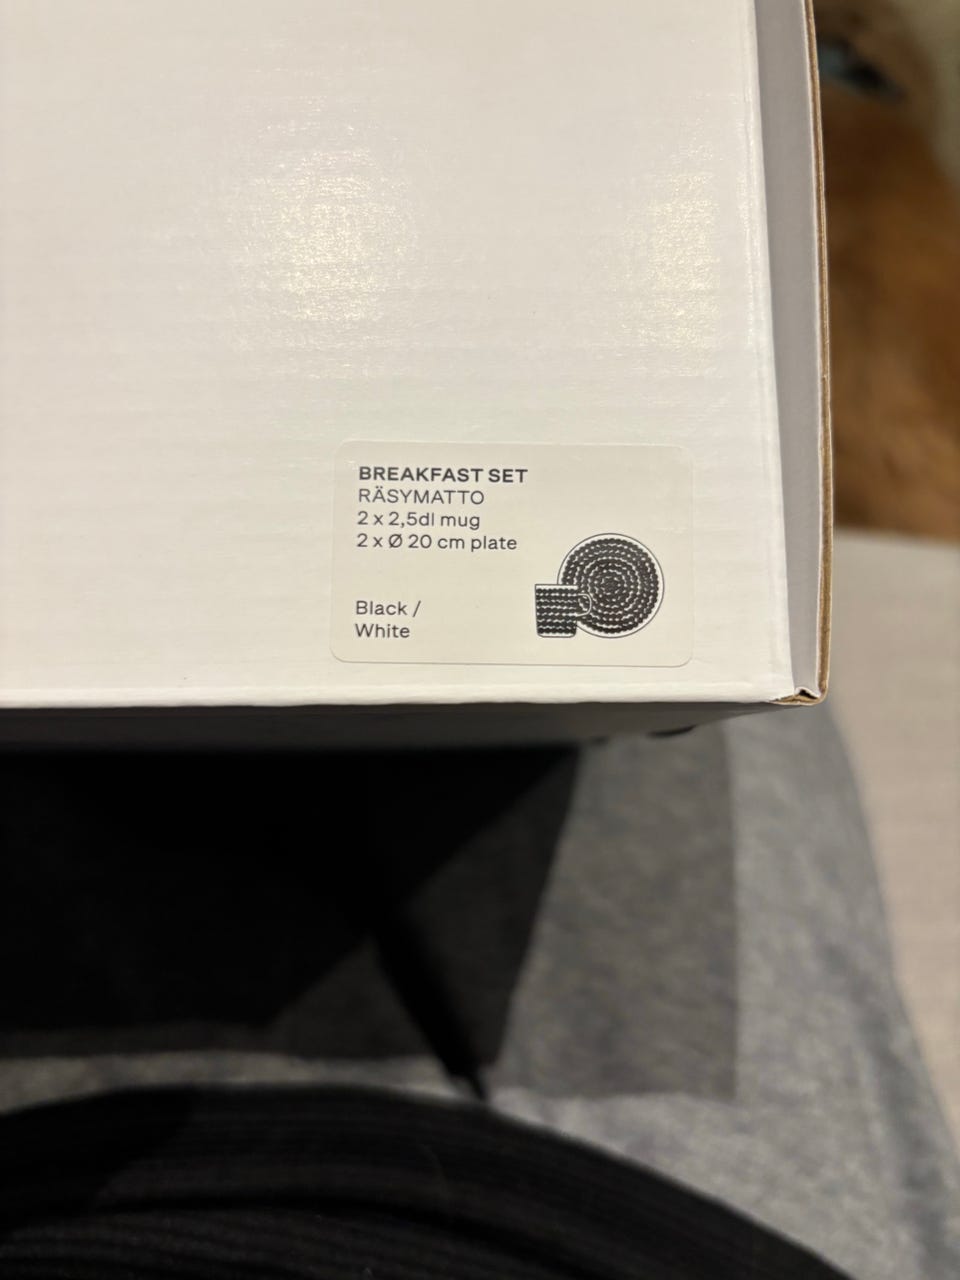 BREAKFAST SET
RÄSYMATTO
2 x 2,5dl mug
2 x Ø 20 cm plate
Black /
White